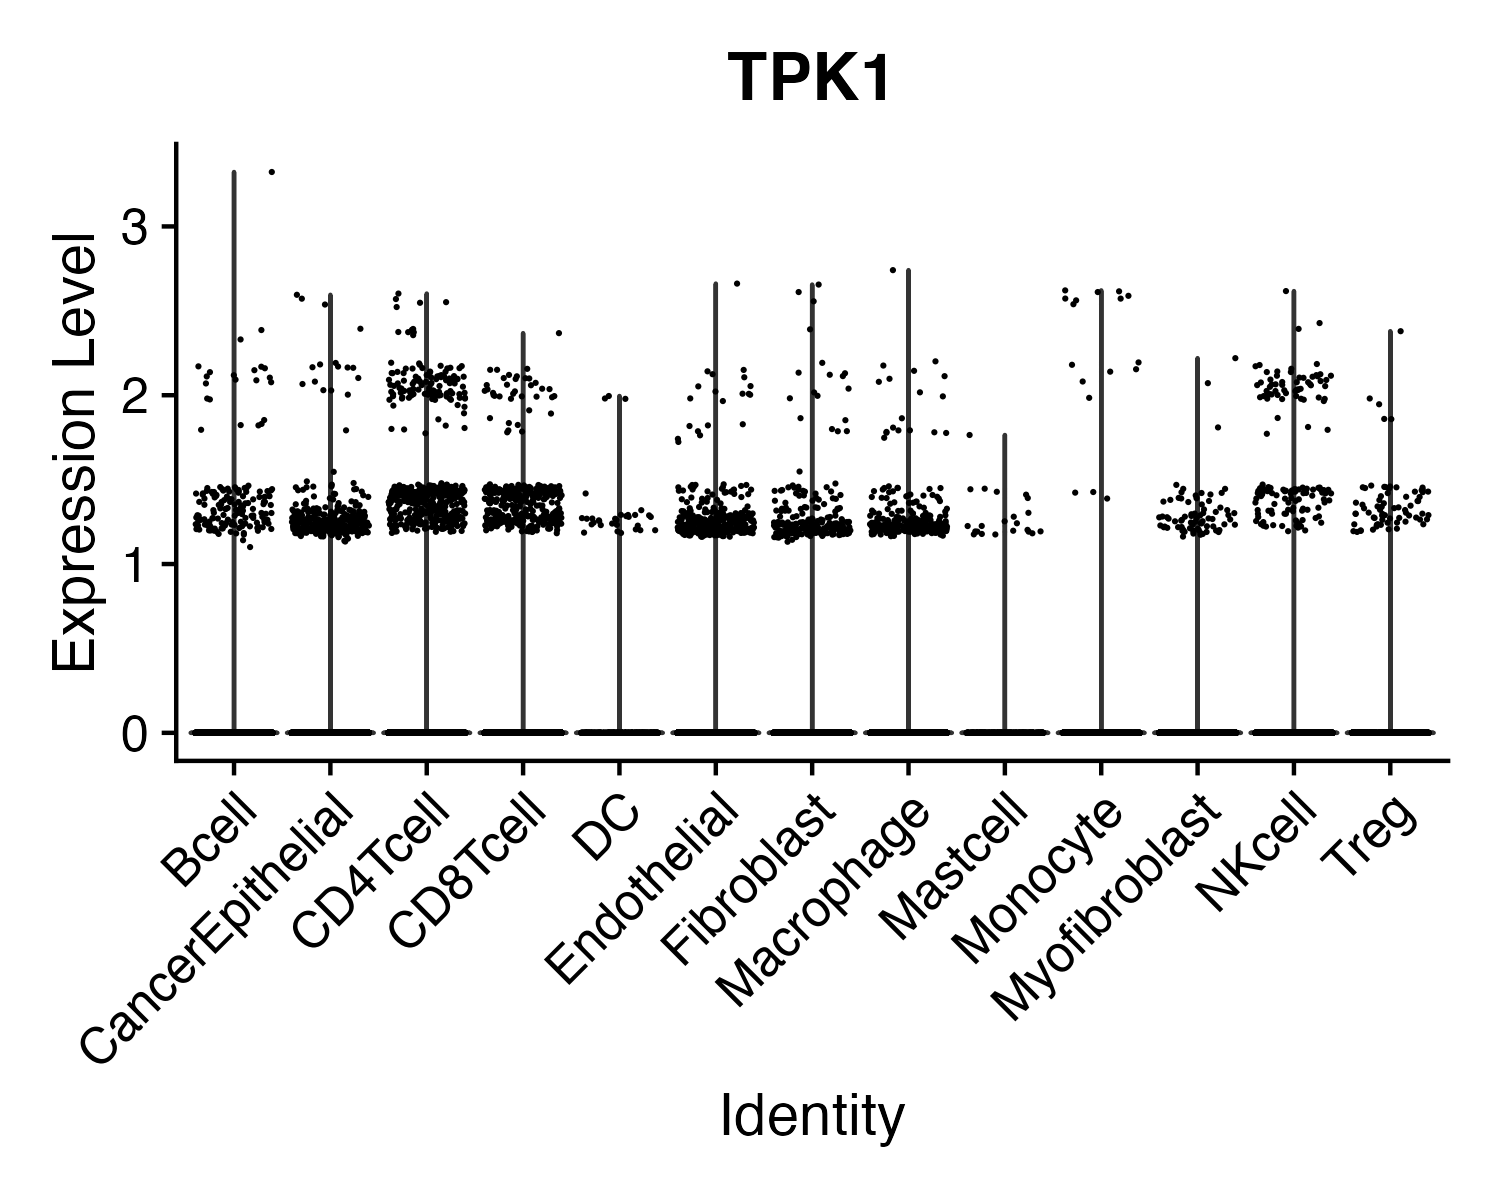 TPK1
Expression Level
3
2
1
0
Bcell
CancerEpithelial
CD4Tcell
CD8Tcell
DC
Endothelial
Fibroblast
Macrophage
Mastcell
Monocyte
Myofibroblast
NKcell
Treg
Identity